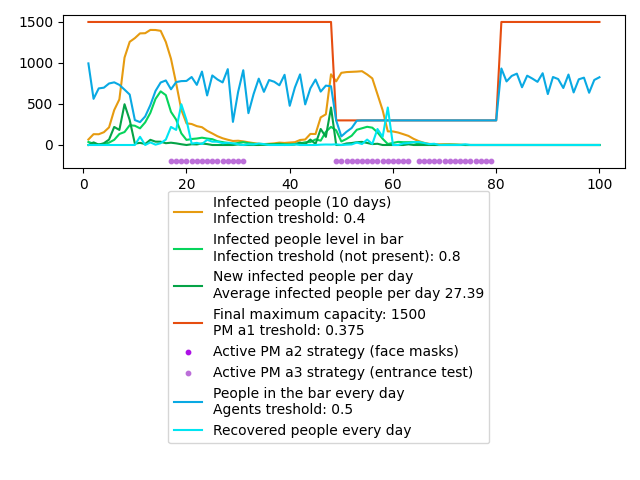 1500
1000
500
0
0
20
40
60
80
100
Infected people (10 days)
Infection treshold: 0.4
Infected people level in bar
Infection treshold (not present): 0.8
New infected people per day
Average infected people per day 27.39
Final maximum capacity: 1500
PM a1 treshold: 0.375
Active PM a2 strategy (face masks)
Active PM a3 strategy (entrance test)
People in the bar every day
Agents treshold: 0.5
Recovered people every day